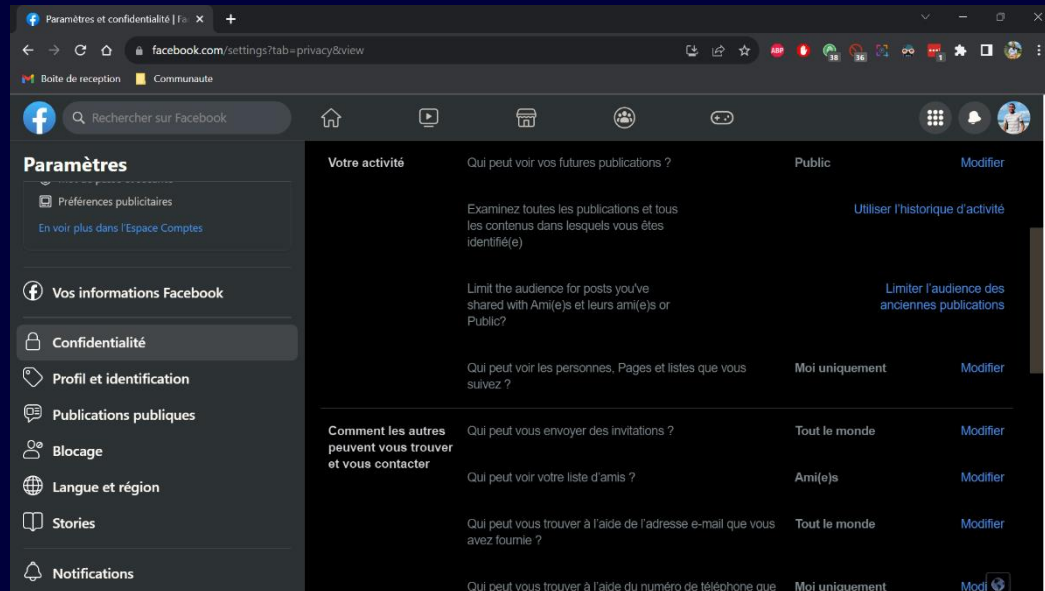 Paramètres et confidentialité | Fa
facebook.com/settings?tab=privacy&view
ABP
38
36
1
Boîte de réception
Communaute
Rechercher sur Facebook
Paramètres
Préférences publicitaires
En voir plus dans l'Espace Comptes
Vos informations Facebook
Confidentialité
Profil et identification
Publications publiques
Blocage
Langue et région
Stories
Notifications
Votre activité
Qui peut voir vos futures publications ?
Public
Modifier
Examinez toutes les publications et tous
les contenus dans lesquels vous êtes
identifié(e)
Utiliser l'historique d'activité
Limit the audience for posts you've
shared with Ami(e)s et leurs ami(e)s or
Public?
Limiter l'audience des
anciennes publications
Qui peut voir les personnes, Pages et listes que vous
suivez ?
Moi uniquement
Modifier
Comment les autres
peuvent vous trouver
et vous contacter
Qui peut vous envoyer des invitations ?
Tout le monde
Modifier
Qui peut voir votre liste d'amis ?
Ami(e)s
Modifier
Qui peut vous trouver à l'aide de l'adresse e-mail que vous
avez fournie ?
Tout le monde
Modifier
Qui peut vous trouver à l'aide du numéro de téléphone que
Moi uniquement
Modi